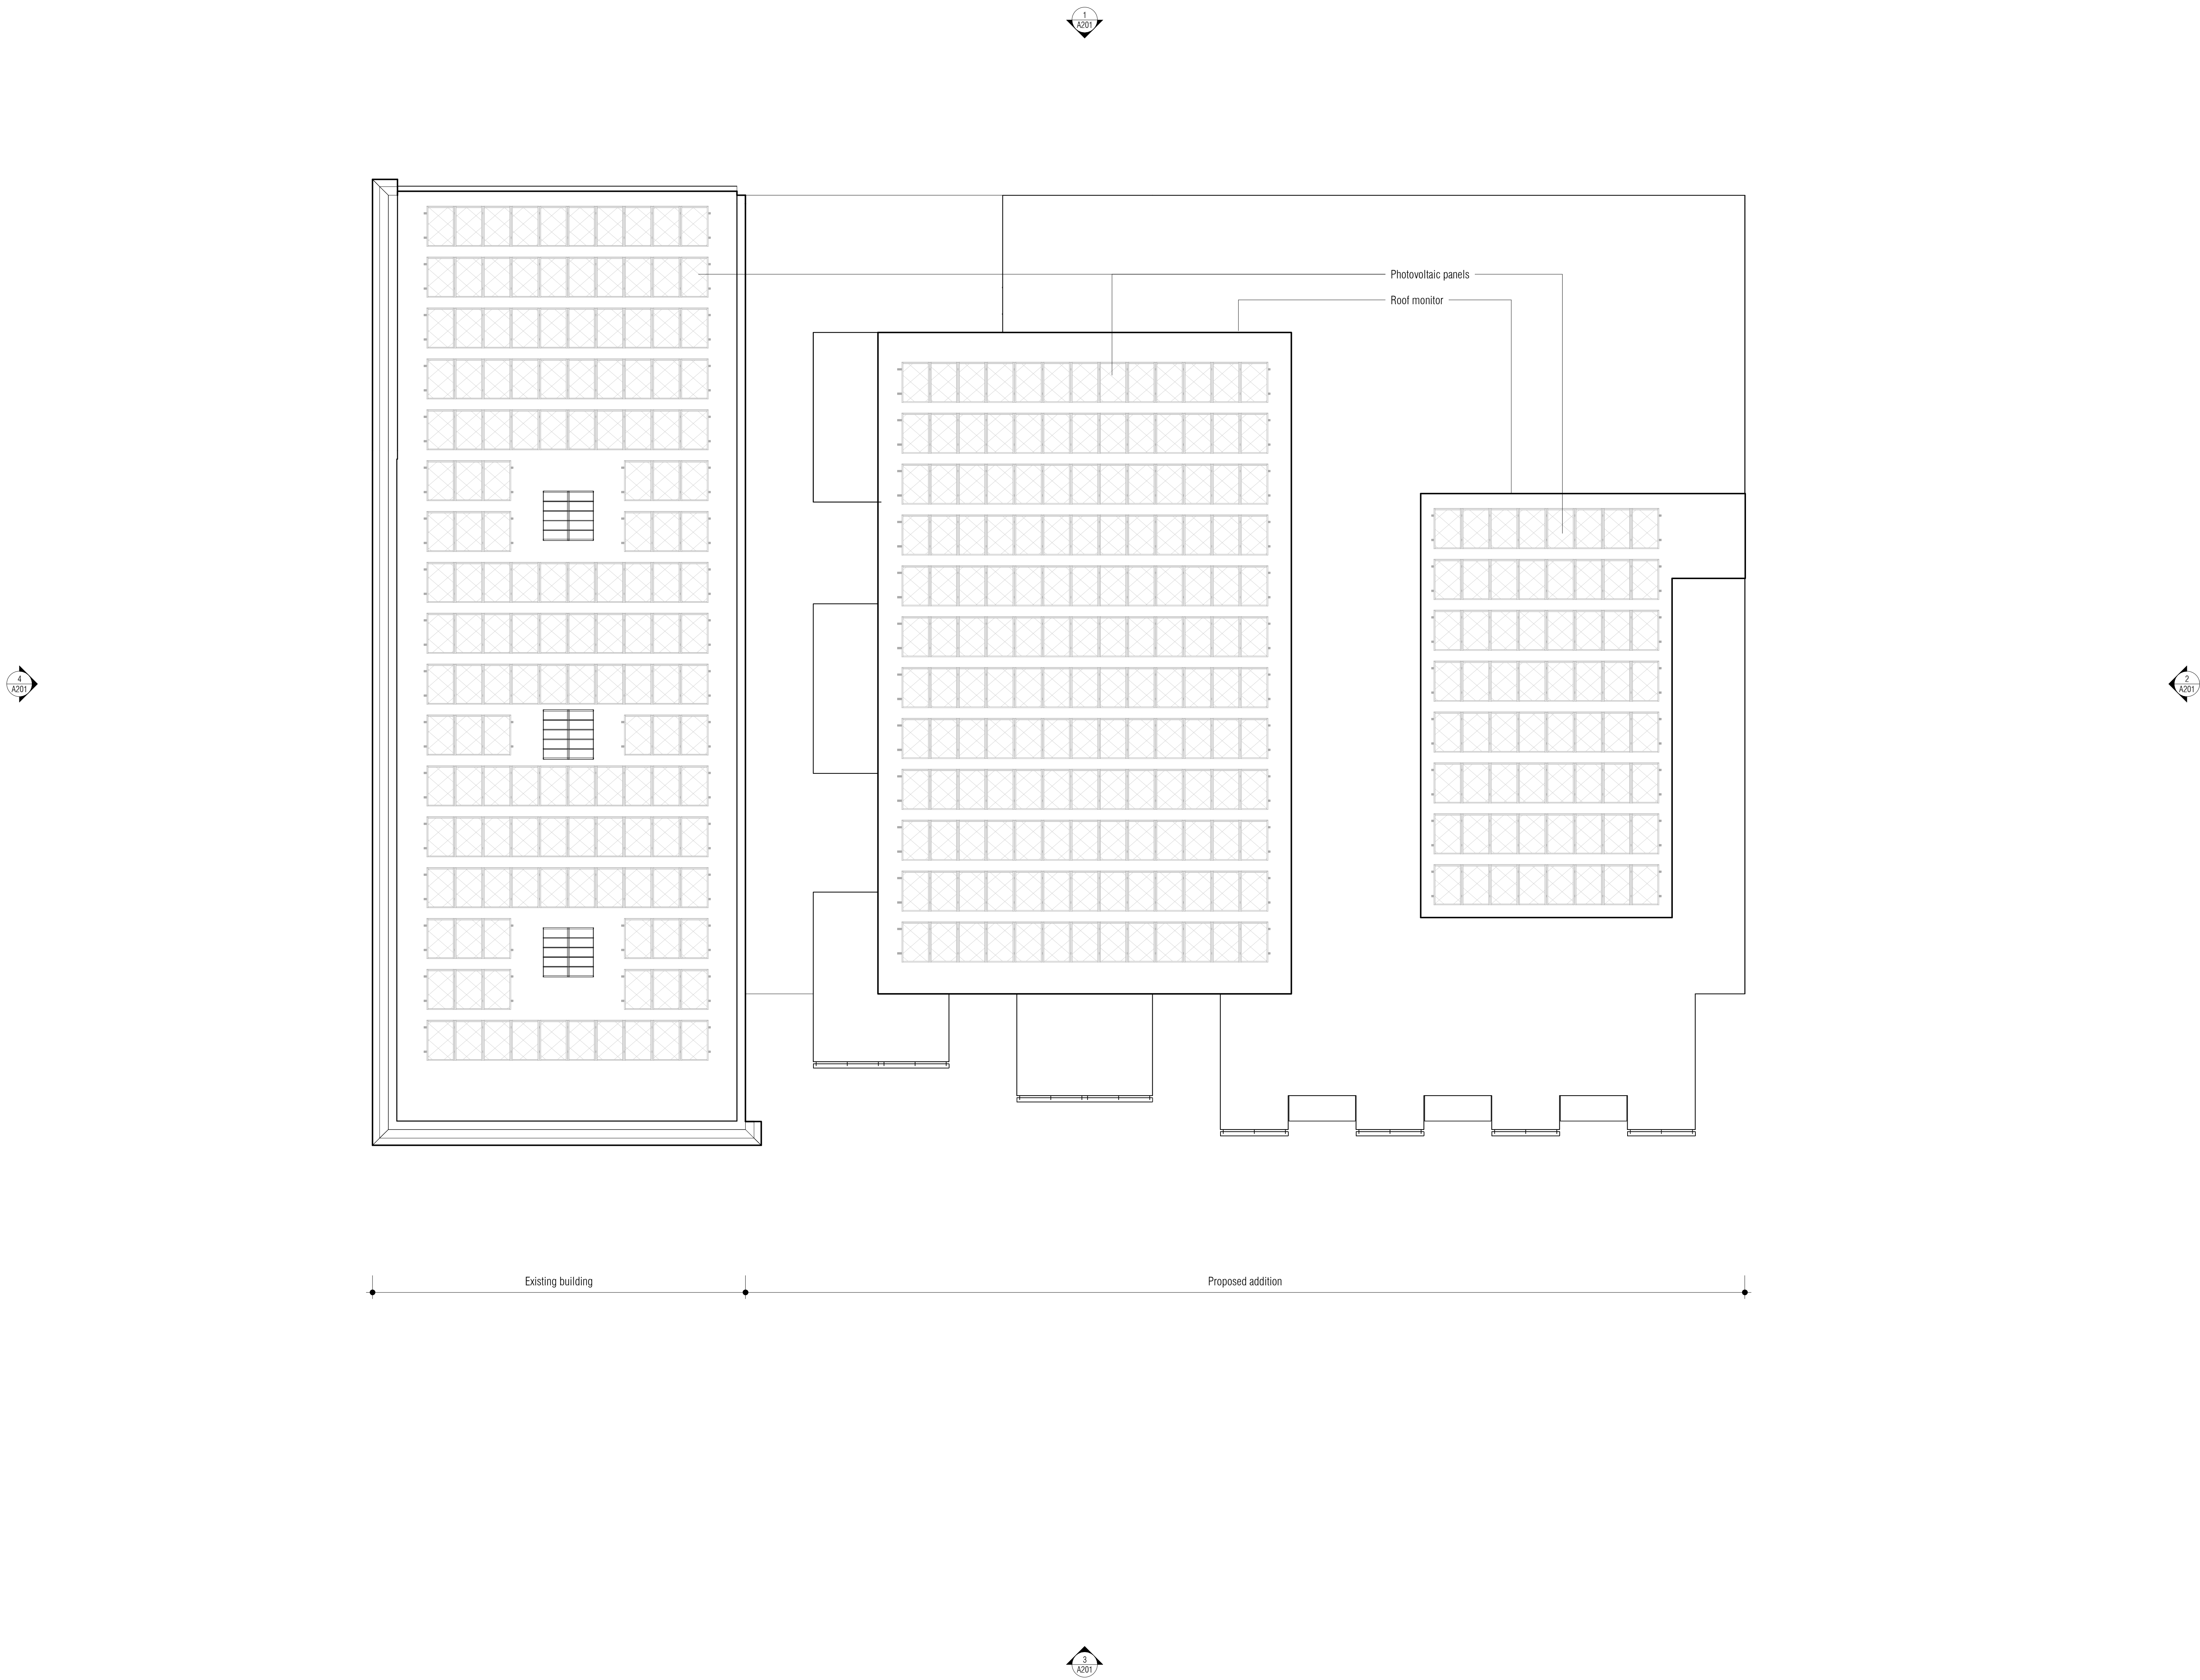 1
A201
Photovoltaic panels
Roof monitor
4
A201
2
A201
Existing building
Proposed addition
3
A201